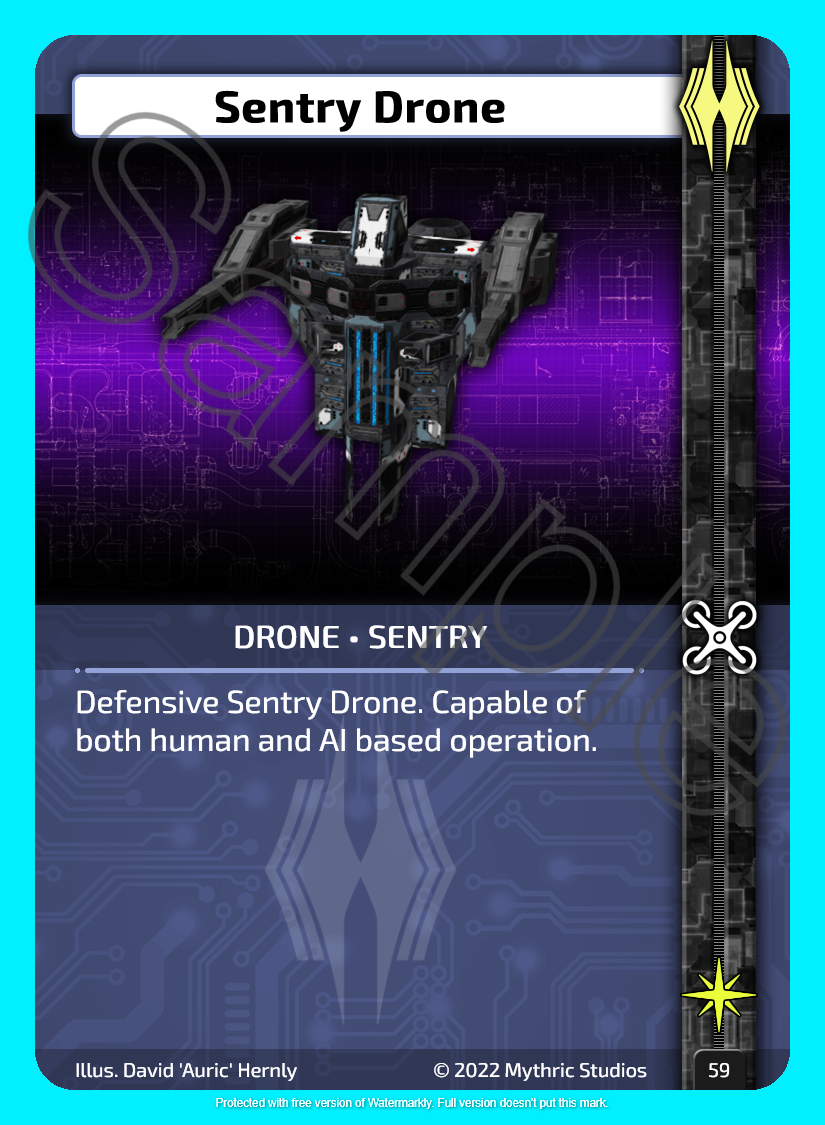 Sentry Drone
Sample
DRONE • SENTRY
Defensive Sentry Drone. Capable of
both human and AI based operation.
Illus. David 'Auric' Hernly
© 2022 Mythric Studios
59
Protected with free version of Watermarkly. Full version doesn't put this mark.